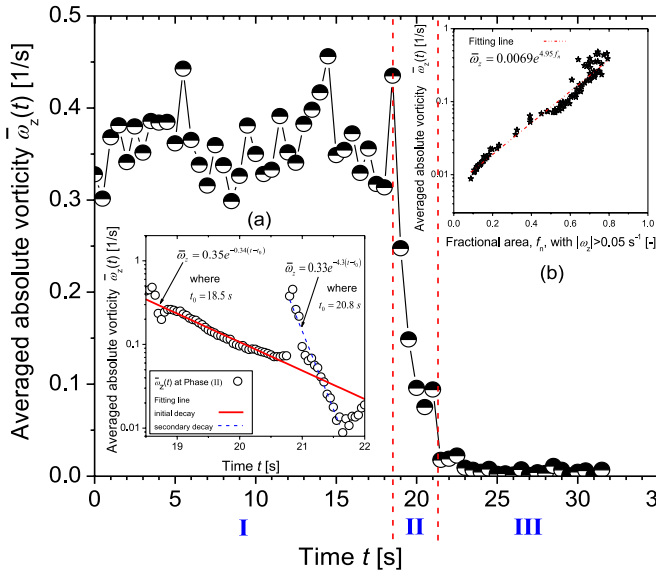 Averaged absolute vorticity ω̄z(t) [1/s]
0.5
0.4
0.3
0.2
0.1
0.0
0
5
10
15
20
25
30
35
I
II
III
Time t [s]
(a)
Averaged absolute vorticity ω̄z(t) [1/s]
1
0.1
0.01
ω̄z = 0.35e^-0.34(t-t0)
where
t0 = 18.5 s
ω̄z = 0.33e^-4.3(t-t0)
where
t0 = 20.8 s
ω̄z(t) at Phase (II)
Fitting line
initial decay
secondary decay
19
20
21
22
Time t [s]
Averaged absolute vorticity ω̄z(t) [1/s]
1
0.1
0.01
Fitting line
ω̄z = 0.0069e^4.95fn
0.0
0.2
0.4
0.6
0.8
1.0
Fractional area, fn, with |ωz|>0.05 s⁻¹ [-]
(b)